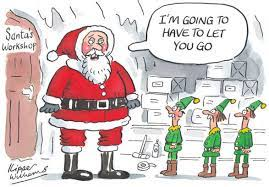 Santa's
Workshop
I'M GOING TO
HAVE TO LET
YOU GO
Kipper
Williams